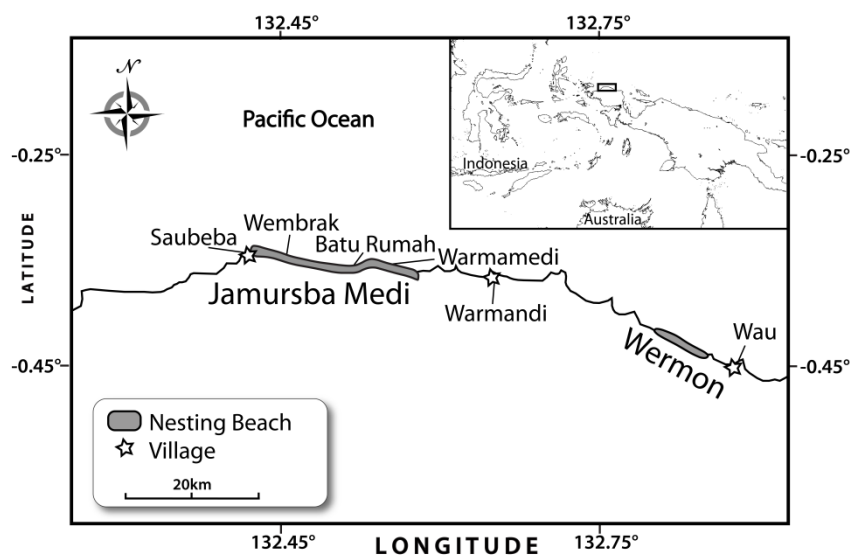 132.45°
132.75°
N
Pacific Ocean
Indonesia
Australia
-0.25°
-0.25°
LATITUDE
Saubeba
Wembrak
Batu Rumah
Warmamedi
Jamursba Medi
Warmandi
Wermon
Wau
-0.45°
-0.45°
Nesting Beach
Village
20km
132.45°
LONGITUDE
132.75°